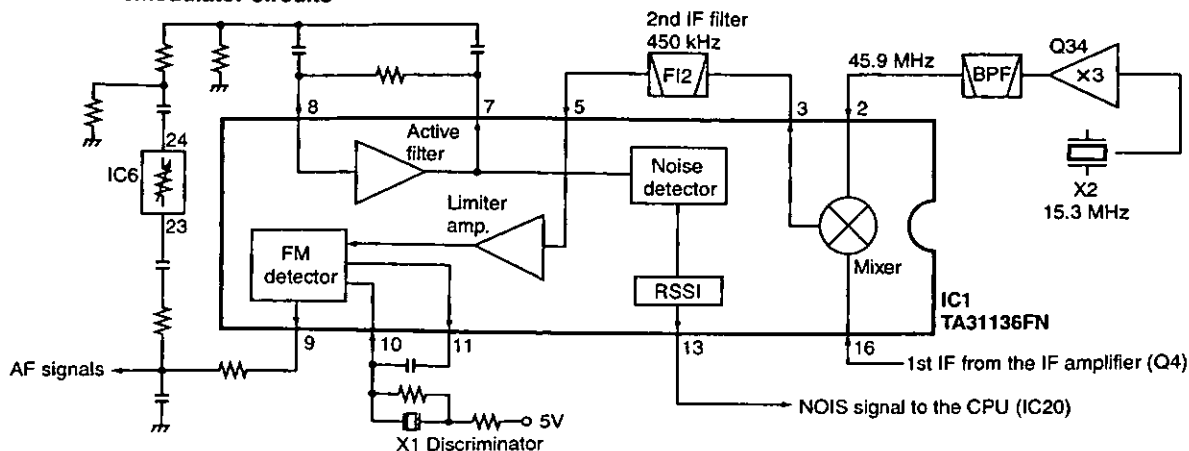 2nd IF filter
450 kHz
Q34
45.9 MHz
BPF
×3
FI2
8
7
5
3
2
24
Active
filter
IC6
Noise
detector
X2
15.3 MHz
23
Limiter
amp.
FM
detector
Mixer
RSSI
IC1
TA31136FN
9
10
11
13
16
AF signals
1st IF from the IF amplifier (Q4)
5V
NOIS signal to the CPU (IC20)
X1 Discriminator